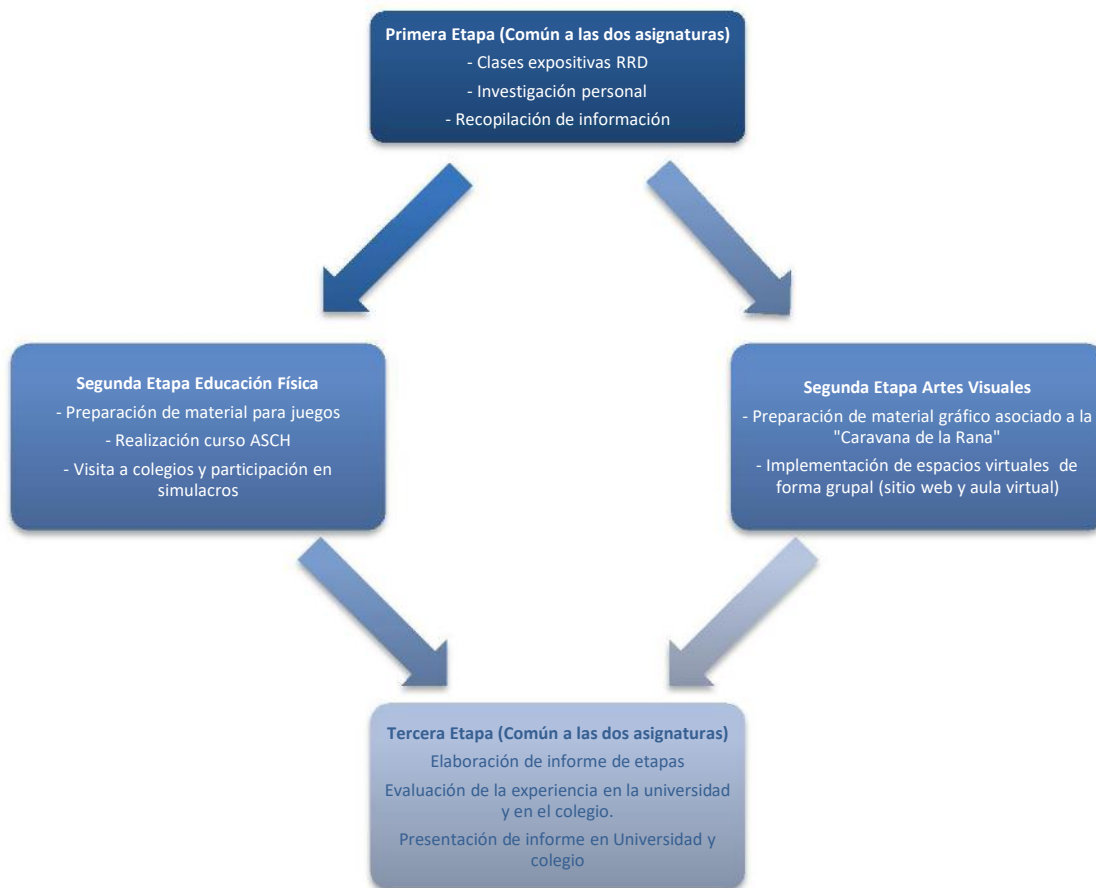 Primera Etapa (Común a las dos asignaturas)
- Clases expositivas RRD
- Investigación personal
- Recopilación de información
Segunda Etapa Educación Física
- Preparación de material para juegos
- Realización curso ASCH
- Visita a colegios y participación en
simulacros
Segunda Etapa Artes Visuales
- Preparación de material gráfico asociado a la
"Caravana de la Rana"
- Implementación de espacios virtuales de
forma grupal (sitio web y aula virtual)
Tercera Etapa (Común a las dos asignaturas)
Elaboración de informe de etapas
Evaluación de la experiencia en la universidad
y en el colegio.
Presentación de informe en Universidad y
colegio